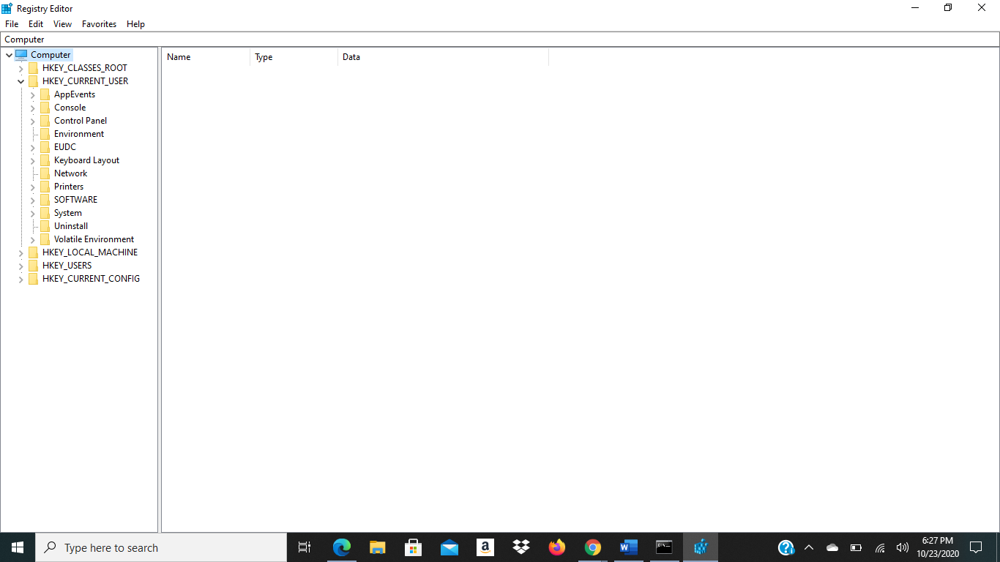 Registry Editor
File Edit View Favorites Help
Computer
Computer
Name Type Data
HKEY_CLASSES_ROOT
HKEY_CURRENT_USER
AppEvents
Console
Control Panel
Environment
EUDC
Keyboard Layout
Network
Printers
SOFTWARE
System
Uninstall
Volatile Environment
HKEY_LOCAL_MACHINE
HKEY_USERS
HKEY_CURRENT_CONFIG
Type here to search
6:27 PM
10/23/2020